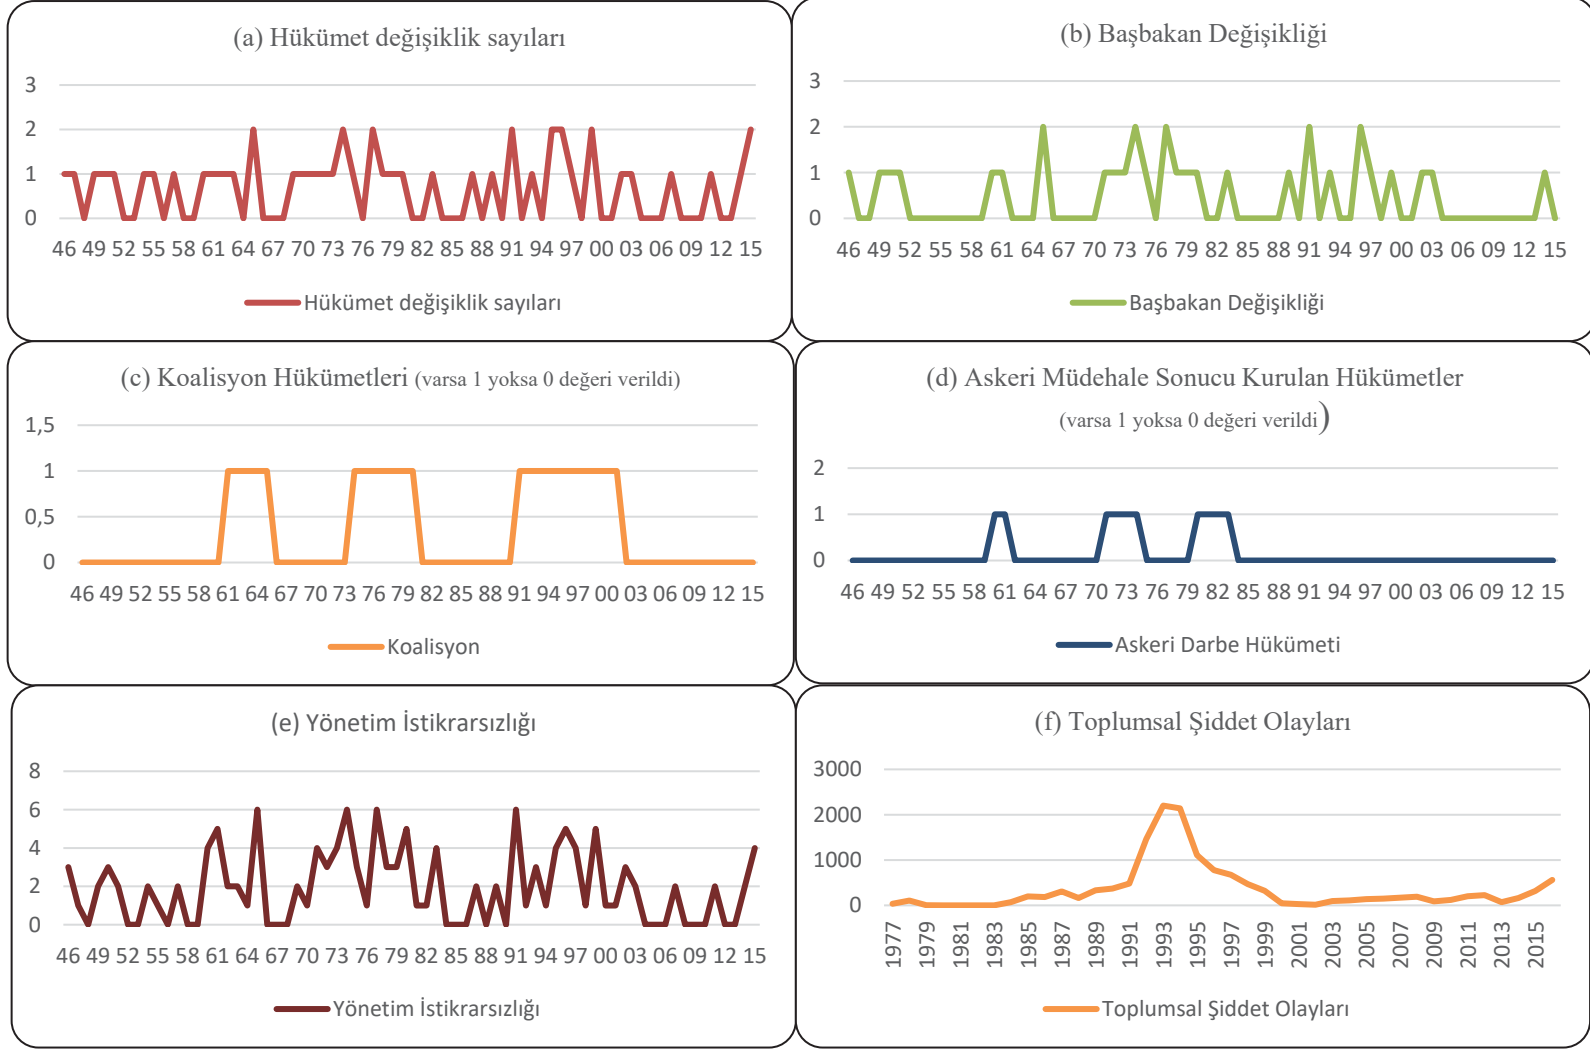 (a) Hükümet değişiklik sayıları
3
2
1
0
46 49 52 55 58 61 64 67 70 73 76 79 82 85 88 91 94 97 00 03 06 09 12 15
Hükümet değişiklik sayıları
(b) Başbakan Değişikliği
3
2
1
0
46 49 52 55 58 61 64 67 70 73 76 79 82 85 88 91 94 97 00 03 06 09 12 15
Başbakan Değişikliği
(c) Koalisyon Hükümetleri (varsa 1 yoksa 0 değeri verildi)
1,5
1
0,5
0
46 49 52 55 58 61 64 67 70 73 76 79 82 85 88 91 94 97 00 03 06 09 12 15
Koalisyon
(d) Askeri Müdehale Sonucu Kurulan Hükümetler
(varsa 1 yoksa 0 değeri verildi)
2
1
0
46 49 52 55 58 61 64 67 70 73 76 79 82 85 88 91 94 97 00 03 06 09 12 15
Askeri Darbe Hükümeti
(e) Yönetim İstikrarsızlığı
8
6
4
2
0
46 49 52 55 58 61 64 67 70 73 76 79 82 85 88 91 94 97 00 03 06 09 12 15
Yönetim İstikrarsızlığı
(f) Toplumsal Şiddet Olayları
3000
2000
1000
0
1977 1979 1981 1983 1985 1987 1989 1991 1993 1995 1997 1999 2001 2003 2005 2007 2009 2011 2013 2015
Toplumsal Şiddet Olayları